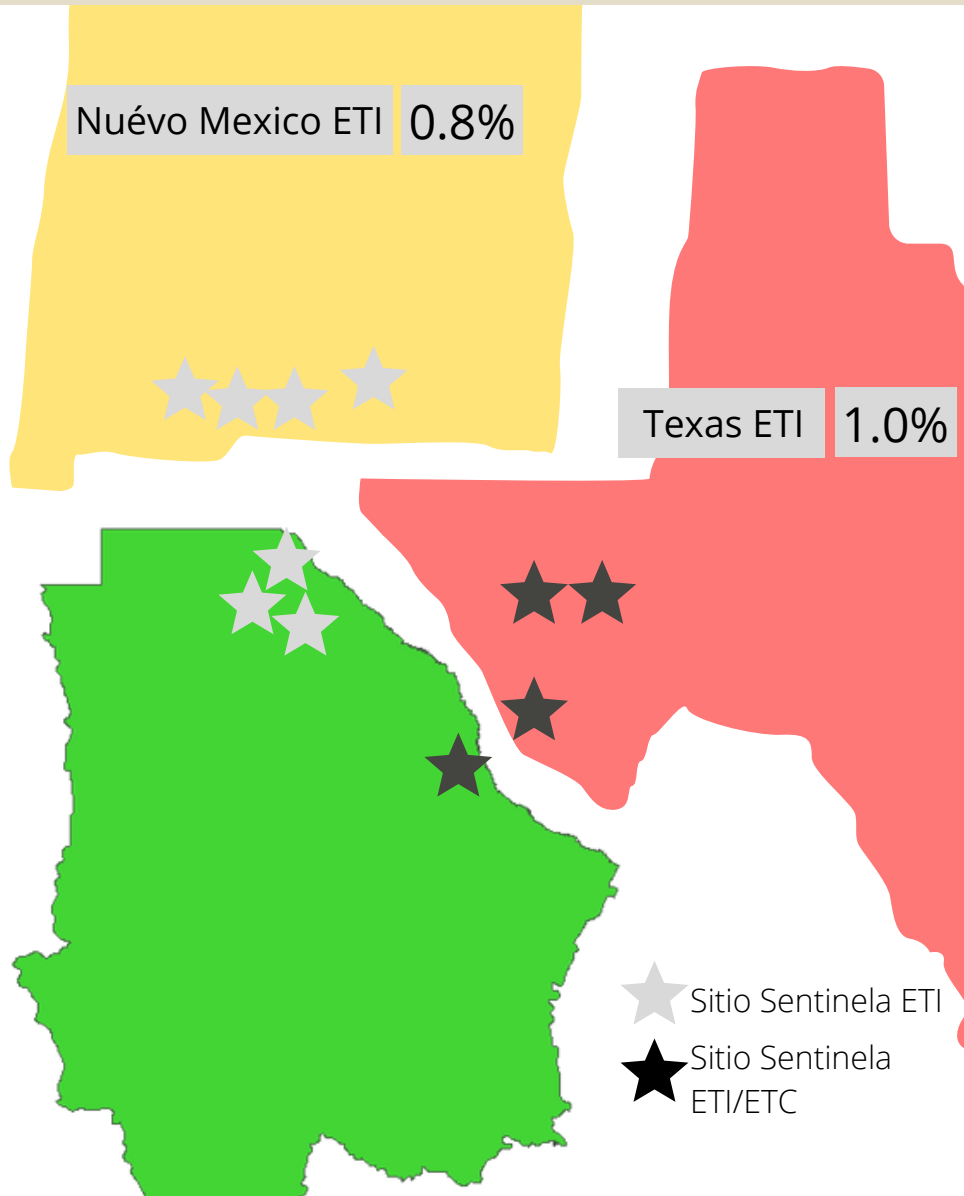 Nuévo Mexico ETI 0.8%
Texas ETI 1.0%
Sitio Sentinela ETI
Sitio Sentinela
ETI/ETC